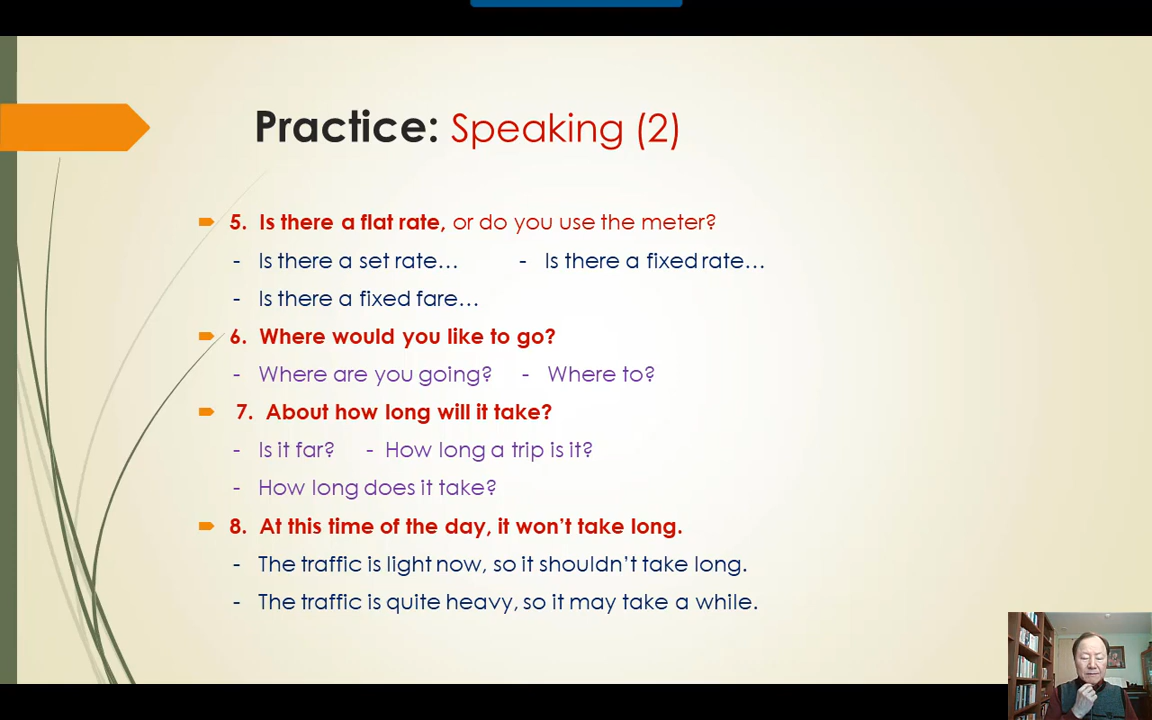 Practice: Speaking (2)
5. Is there a flat rate, or do you use the meter?
- Is there a set rate… - Is there a fixed rate…
- Is there a fixed fare…
6. Where would you like to go?
- Where are you going? - Where to?
7. About how long will it take?
- Is it far? - How long a trip is it?
- How long does it take?
8. At this time of the day, it won't take long.
- The traffic is light now, so it shouldn't take long.
- The traffic is quite heavy, so it may take a while.